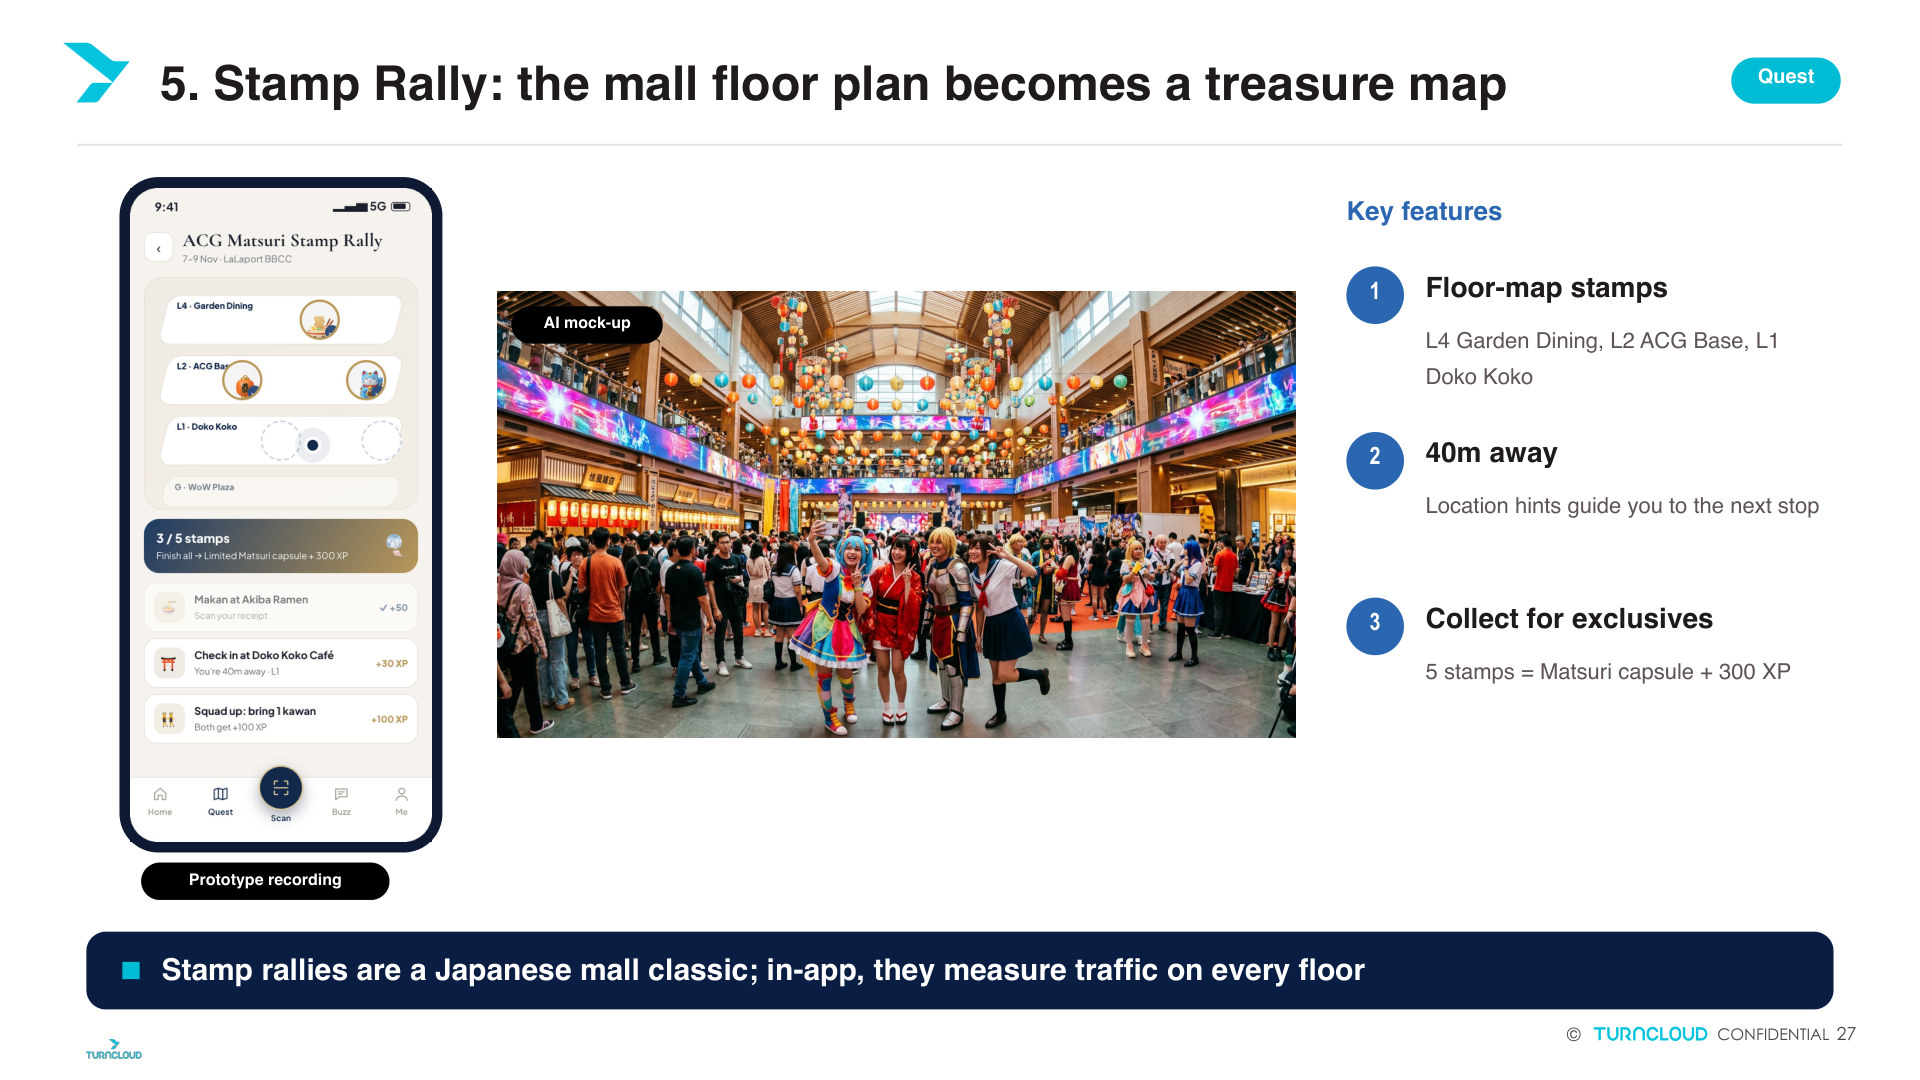 5. Stamp Rally: the mall floor plan becomes a treasure map
Quest
9:41
5G
ACG Matsuri Stamp Rally
7–9 Nov · LaLaport BBCC
L4 · Garden Dining
L2 · ACG Bas
L1 · Doko Koko
G · WoW Plaza
3 / 5 stamps
Finish all → Limited Matsuri capsule + 300 XP
Makan at Akiba Ramen
Scan your receipt
✓ +50
Check in at Doko Koko Café
You're 40m away · L1
+30 XP
Squad up: bring 1 kawan
Both get +100 XP
+100 XP
Home
Quest
Scan
Buzz
Me
Prototype recording
AI mock-up
Key features
1
Floor-map stamps
L4 Garden Dining, L2 ACG Base, L1
Doko Koko
2
40m away
Location hints guide you to the next stop
3
Collect for exclusives
5 stamps = Matsuri capsule + 300 XP
Stamp rallies are a Japanese mall classic; in-app, they measure traffic on every floor
TURNCLOUD
© TURNCLOUD CONFIDENTIAL 27